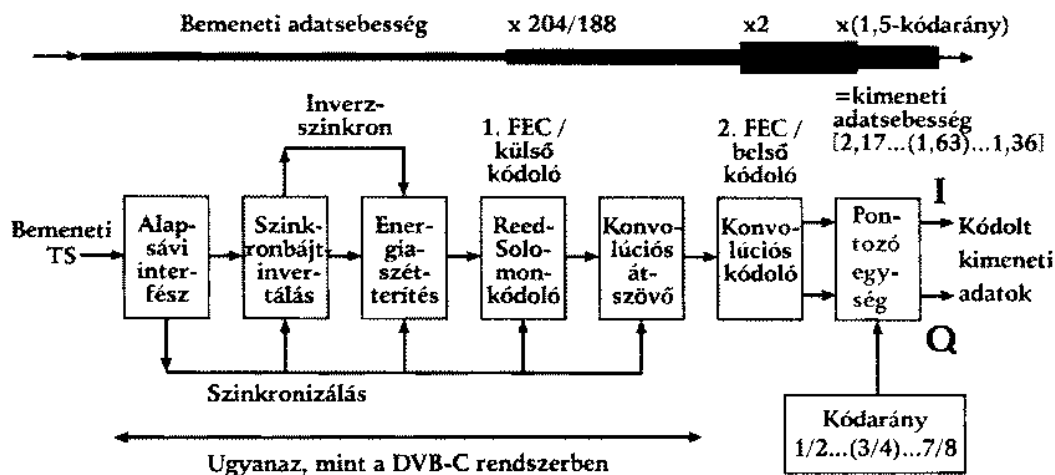 Bemeneti adatsebesség
x 204/188
x2
x(1,5-kódarány)
=kimeneti
adatsebesség
[2,17...(1,63)...1,36]
Inverz-
szinkron
1. FEC /
külső
kódoló
2. FEC /
belső
kódoló
Bemeneti
TS
Alap-
sávi
inter-
fész
Szink-
ronbájt-
inver-
tálás
Ener-
gia-
szét-
terítés
Reed-
Solo-
mon-
kódoló
Konvo-
lúciós
át-
szövő
Konvo-
lúciós
kódoló
Pon-
tozó
egy-
ség
I
Kódolt
kimeneti
adatok
Q
Szinkronizálás
Kódarány
1/2...(3/4)...7/8
Ugyanaz, mint a DVB-C rendszerben